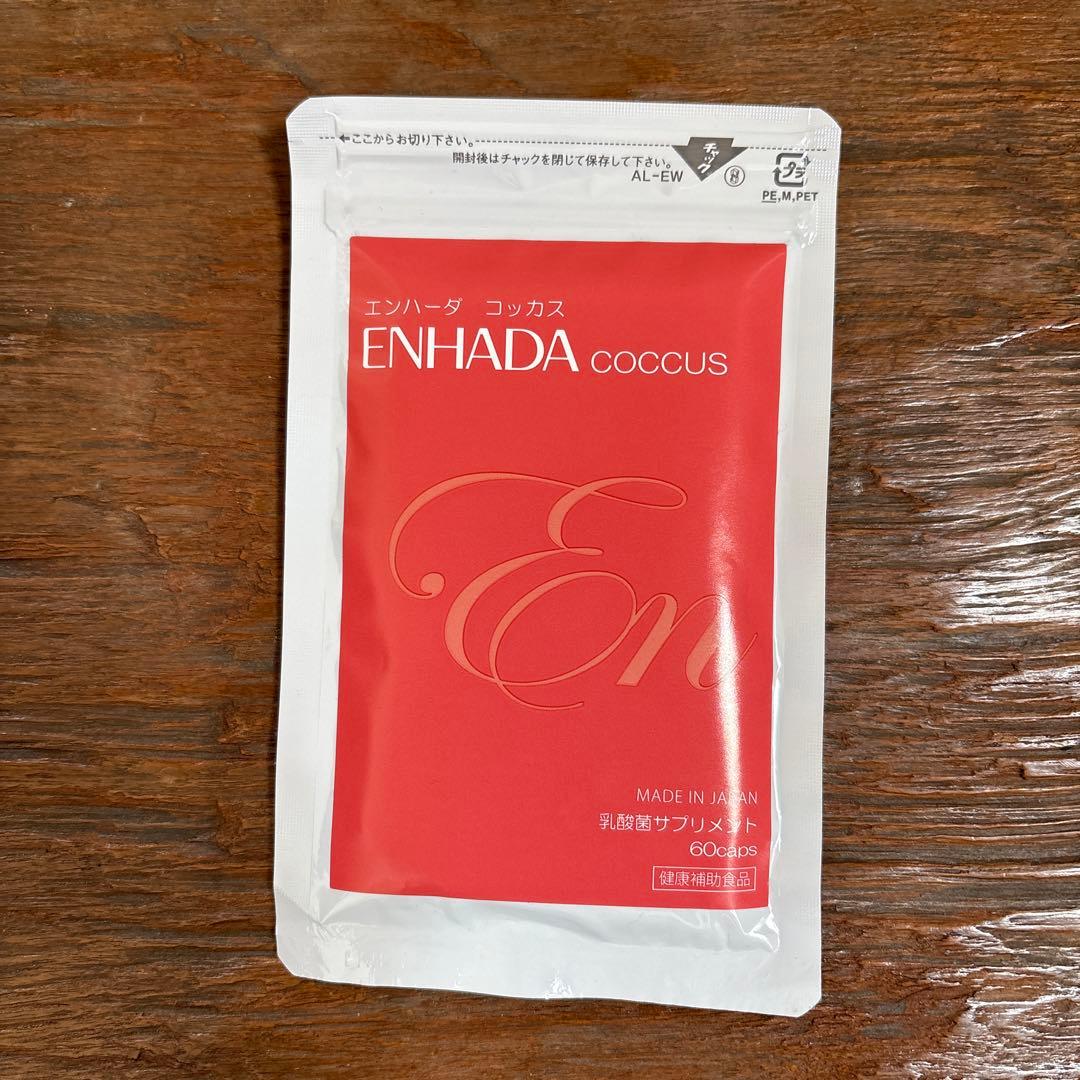 ←ここからお切り下さい。
開封後はチャックを閉じて保存して下さい。
チャック
AL-EW
プラ
PE,M,PET
エンハーダ コッカス
ENHADA COCCUS
En
MADE IN JAPAN
乳酸菌サプリメント
60caps
健康補助食品